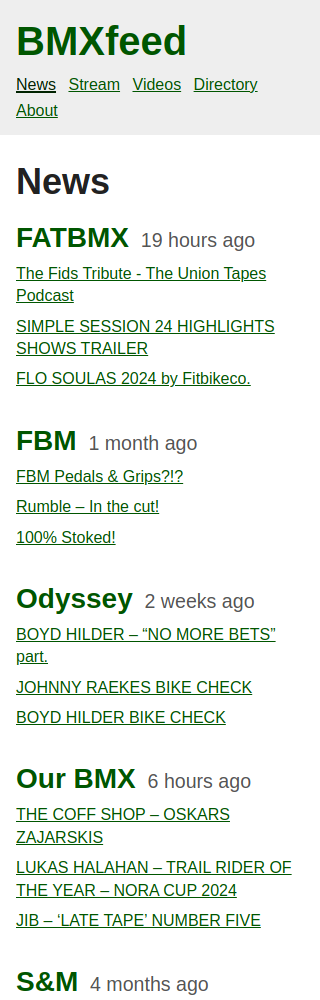 BMXfeed
News Stream Videos Directory
About
News
FATBMX 19 hours ago
The Fids Tribute - The Union Tapes
Podcast
SIMPLE SESSION 24 HIGHLIGHTS
SHOWS TRAILER
FLO SOULAS 2024 by Fitbikeco.
FBM 1 month ago
FBM Pedals & Grips?!?
Rumble – In the cut!
100% Stoked!
Odyssey 2 weeks ago
BOYD HILDER – “NO MORE BETS”
part.
JOHNNY RAEKES BIKE CHECK
BOYD HILDER BIKE CHECK
Our BMX 6 hours ago
THE COFF SHOP – OSKARS
ZAJARSKIS
LUKAS HALAHAN – TRAIL RIDER OF
THE YEAR – NORA CUP 2024
JIB – ‘LATE TAPE’ NUMBER FIVE
S&M 4 months ago